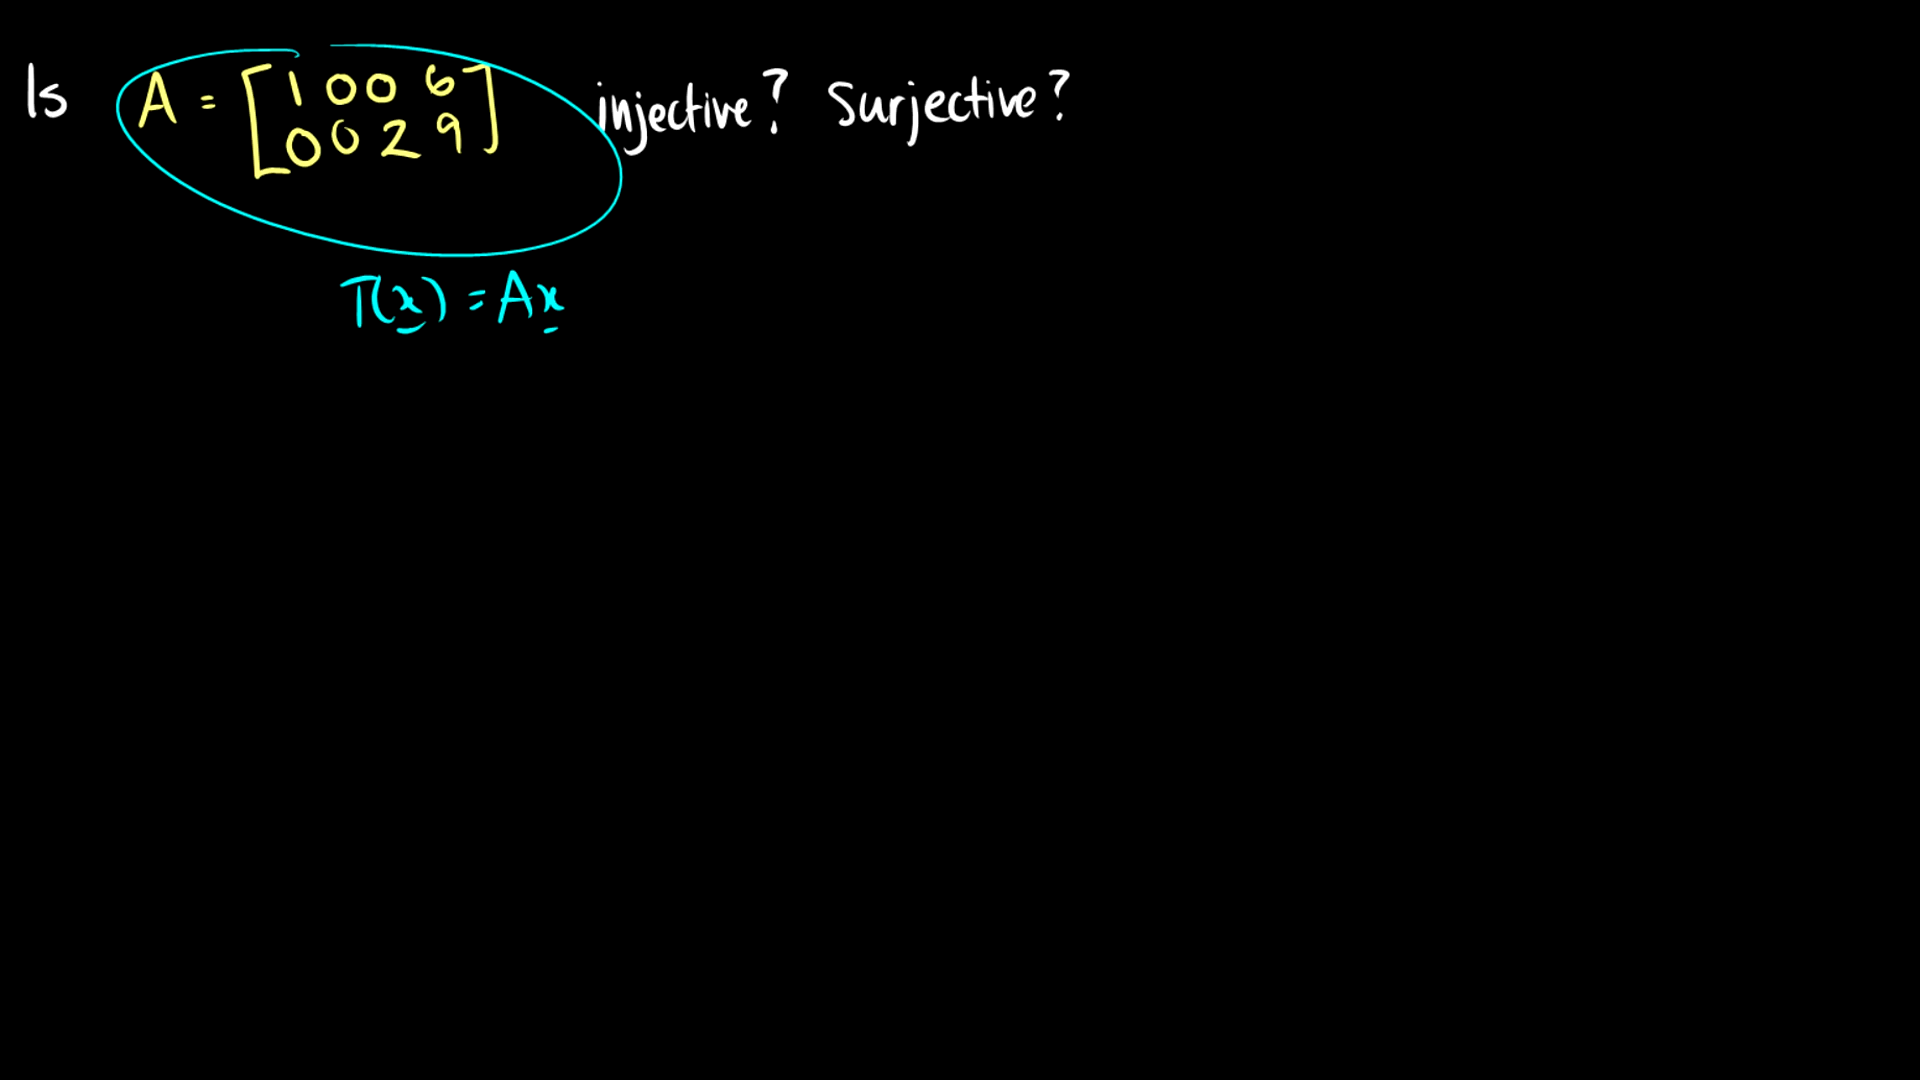 Is A = [1 0 0 6 injective? Surjective?
0 0 2 9]
T(x) = Ax